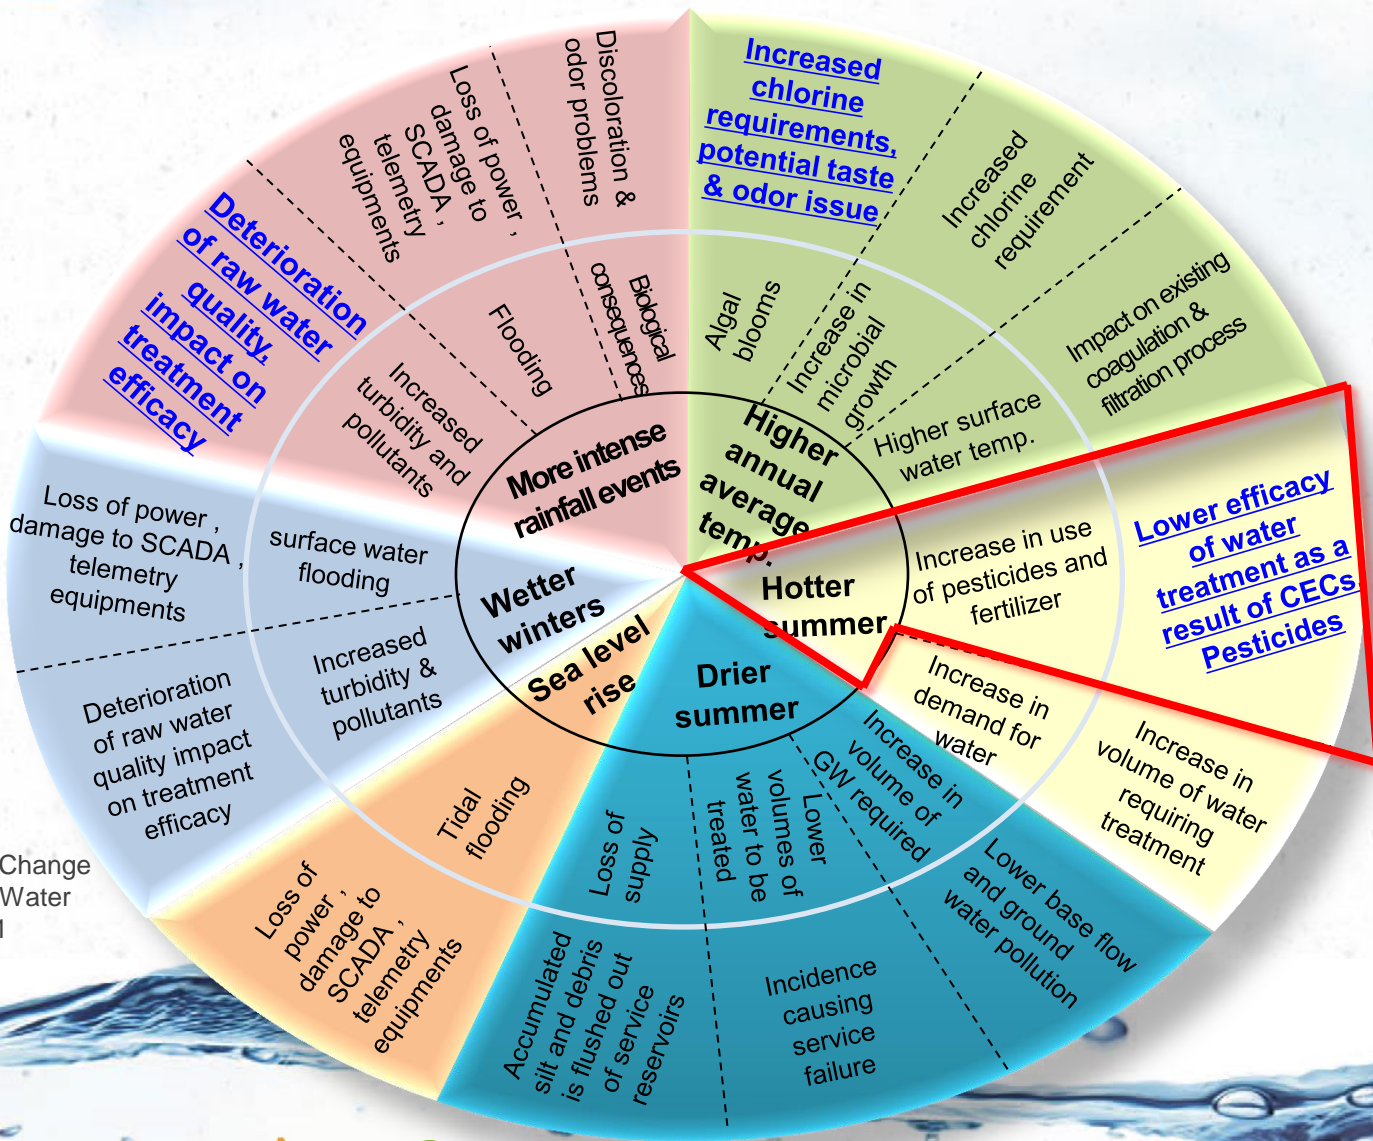 Increased
chlorine
requirements,
potential taste
& odor issue
Increased
chlorine
requirement
Impact on existing
coagulation &
filtration process
Algal
blooms
Increase in
microbial
growth
Higher surface
water temp.
Higher
annual
average
temp.
Hotter
summer
Increase in use
of pesticides and
fertilizer
Lower efficacy
of water
treatment as a
result of CECs,
Pesticides
Increase in
demand for
water
Increase in
volume of water
requiring
treatment
Drier
summer
Increase in
volume of
GW required
Lower base flow
and ground
water pollution
Lower
volumes of
water to be
treated
Incidence
causing
service
failure
Loss of
supply
Accumulated
silt and debris
is flushed out
of service
reservoirs
Sea level
rise
Tidal
flooding
Loss of
power ,
damage to
SCADA ,
telemetry
equipments
Wetter
winters
Increased
turbidity &
pollutants
Deterioration
of raw water
quality impact
on treatment
efficacy
surface water
flooding
Loss of power ,
damage to SCADA ,
telemetry
equipments
More intense
rainfall events
Increased
turbidity and
pollutants
Deterioration
of raw water
quality,
impact on
treatment
efficacy
Flooding
Loss of power ,
damage to
SCADA ,
telemetry
equipments
Biological
consequences
Discoloration &
odor problems
Change
Water